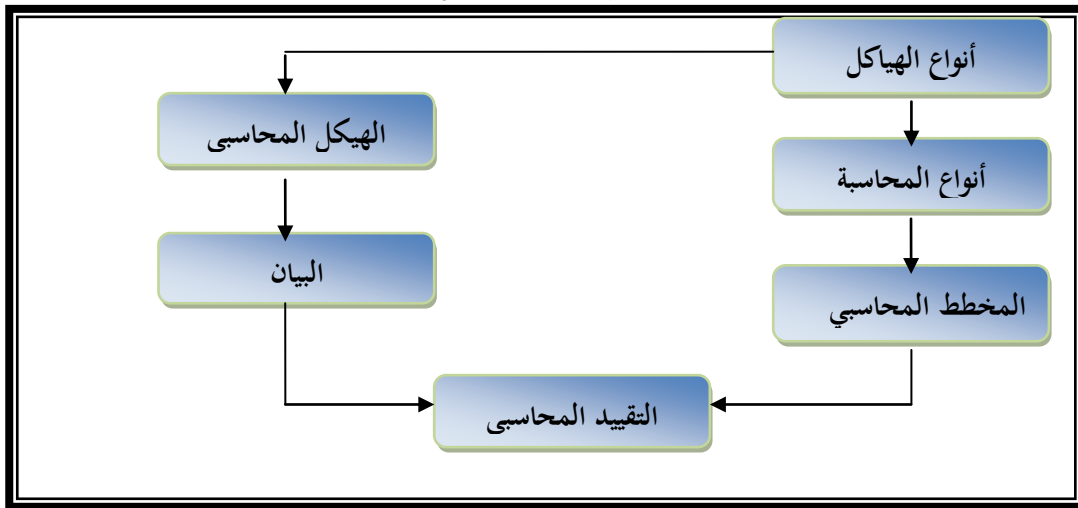 أنواع الهياكل
الهيكل المحاسبى
أنواع المحاسبة
البيان
المخطط المحاسبي
التقييد المحاسبى